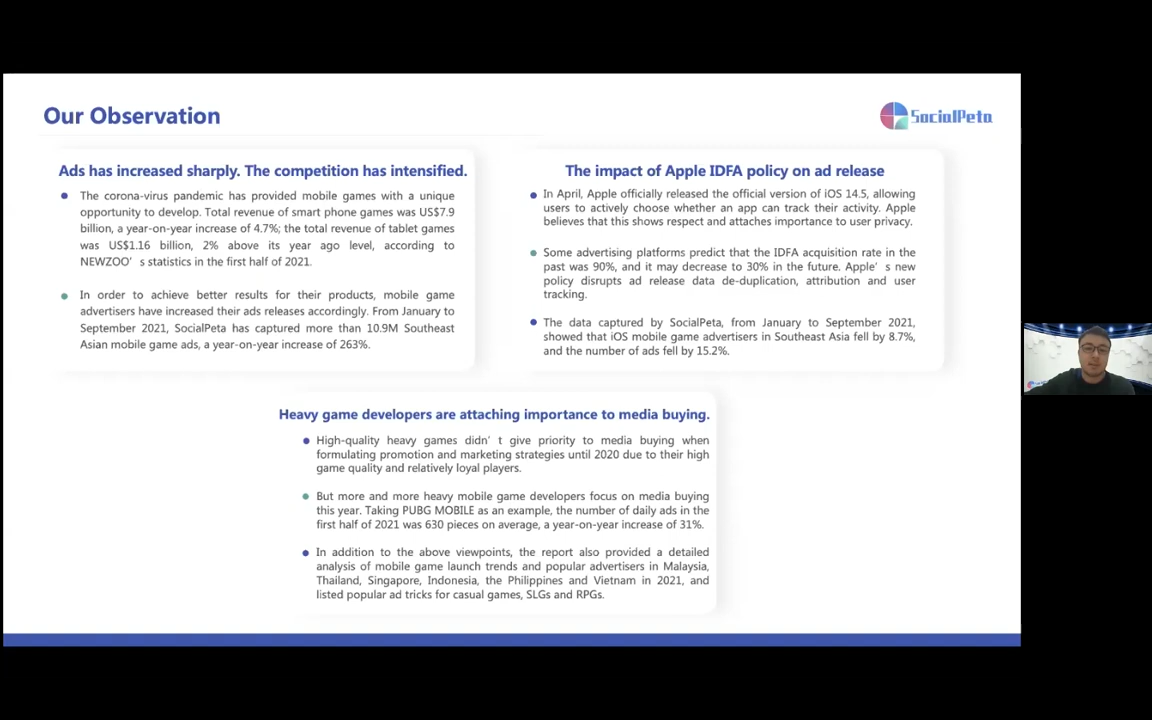 Our Observation
SocialPeta
Ads has increased sharply. The competition has intensified.
The corona-virus pandemic has provided mobile games with a unique
opportunity to develop. Total revenue of smart phone games was US$7.9
billion, a year-on-year increase of 4.7%; the total revenue of tablet games
was US$1.16 billion, 2% above its year ago level, according to
NEWZOO' s statistics in the first half of 2021.
In order to achieve better results for their products, mobile game
advertisers have increased their ads releases accordingly. From January to
September 2021, SocialPeta has captured more than 10.9M Southeast
Asian mobile game ads, a year-on-year increase of 263%.
The impact of Apple IDFA policy on ad release
In April, Apple officially released the official version of iOS 14.5, allowing
users to actively choose whether an app can track their activity. Apple
believes that this shows respect and attaches importance to user privacy.
Some advertising platforms predict that the IDFA acquisition rate in the
past was 90%, and it may decrease to 30% in the future. Apple' s new
policy disrupts ad release data de-duplication, attribution and user
tracking.
The data captured by SocialPeta, from January to September 2021,
showed that iOS mobile game advertisers in Southeast Asia fell by 8.7%,
and the number of ads fell by 15.2%.
Heavy game developers are attaching importance to media buying.
High-quality heavy games didn' t give priority to media buying when
formulating promotion and marketing strategies until 2020 due to their high
game quality and relatively loyal players.
But more and more heavy mobile game developers focus on media buying
this year. Taking PUBG MOBILE as an example, the number of daily ads in the
first half of 2021 was 630 pieces on average, a year-on-year increase of 31%.
In addition to the above viewpoints, the report also provided a detailed
analysis of mobile game launch trends and popular advertisers in Malaysia,
Thailand, Singapore, Indonesia, the Philippines and Vietnam in 2021, and
listed popular ad tricks for casual games, SLGs and RPGs.